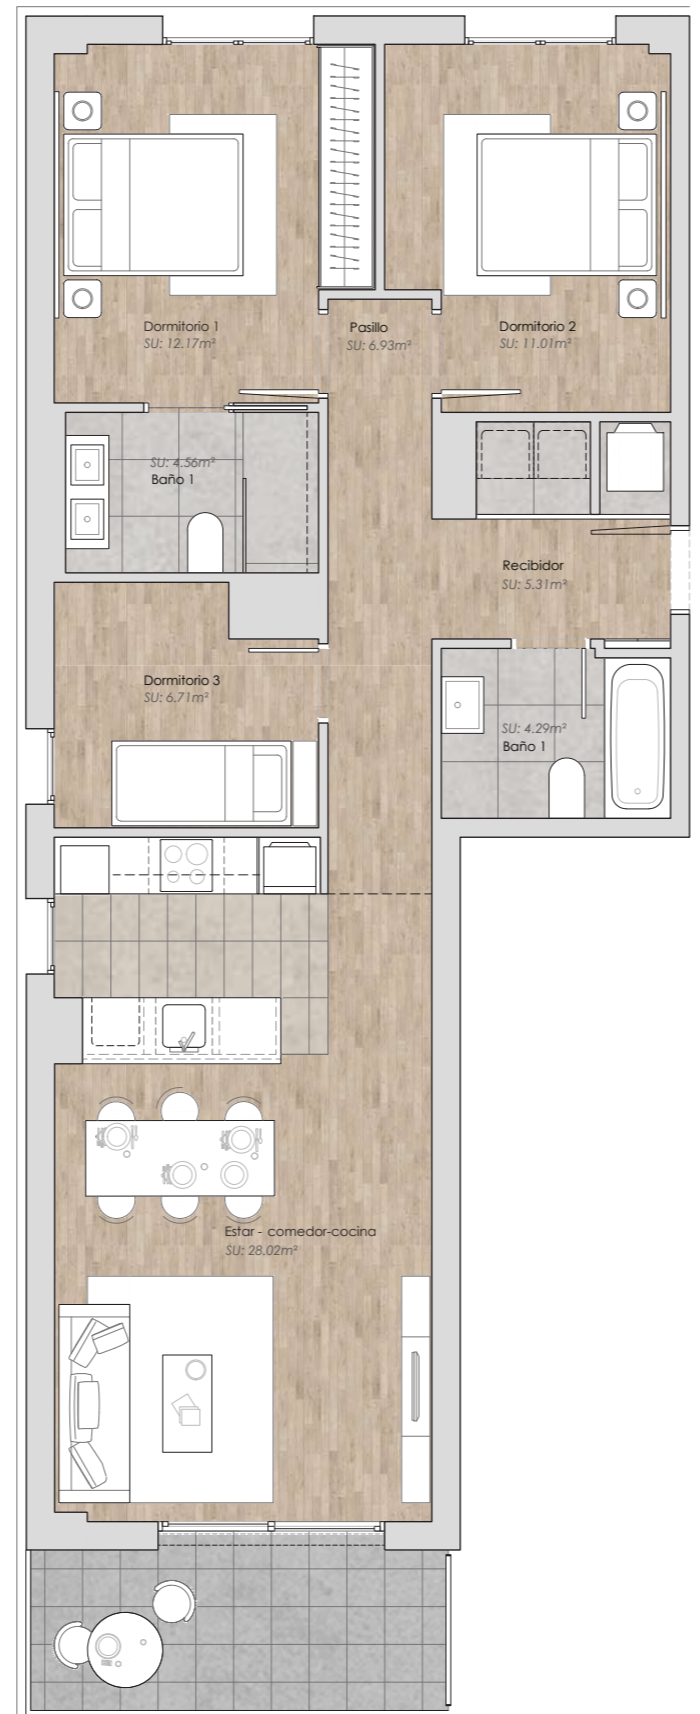 Dormitorio 1
SU: 12.17m²
Pasillo
SU: 6.93m²
Dormitorio 2
SU: 11.01m²
SU: 4.56m²
Baño 1
Recibidor
SU: 5.31m²
Dormitorio 3
SU: 6.71m²
SU: 4.29m²
Baño 1
Estar - comedor-cocina
SU: 28.02m²